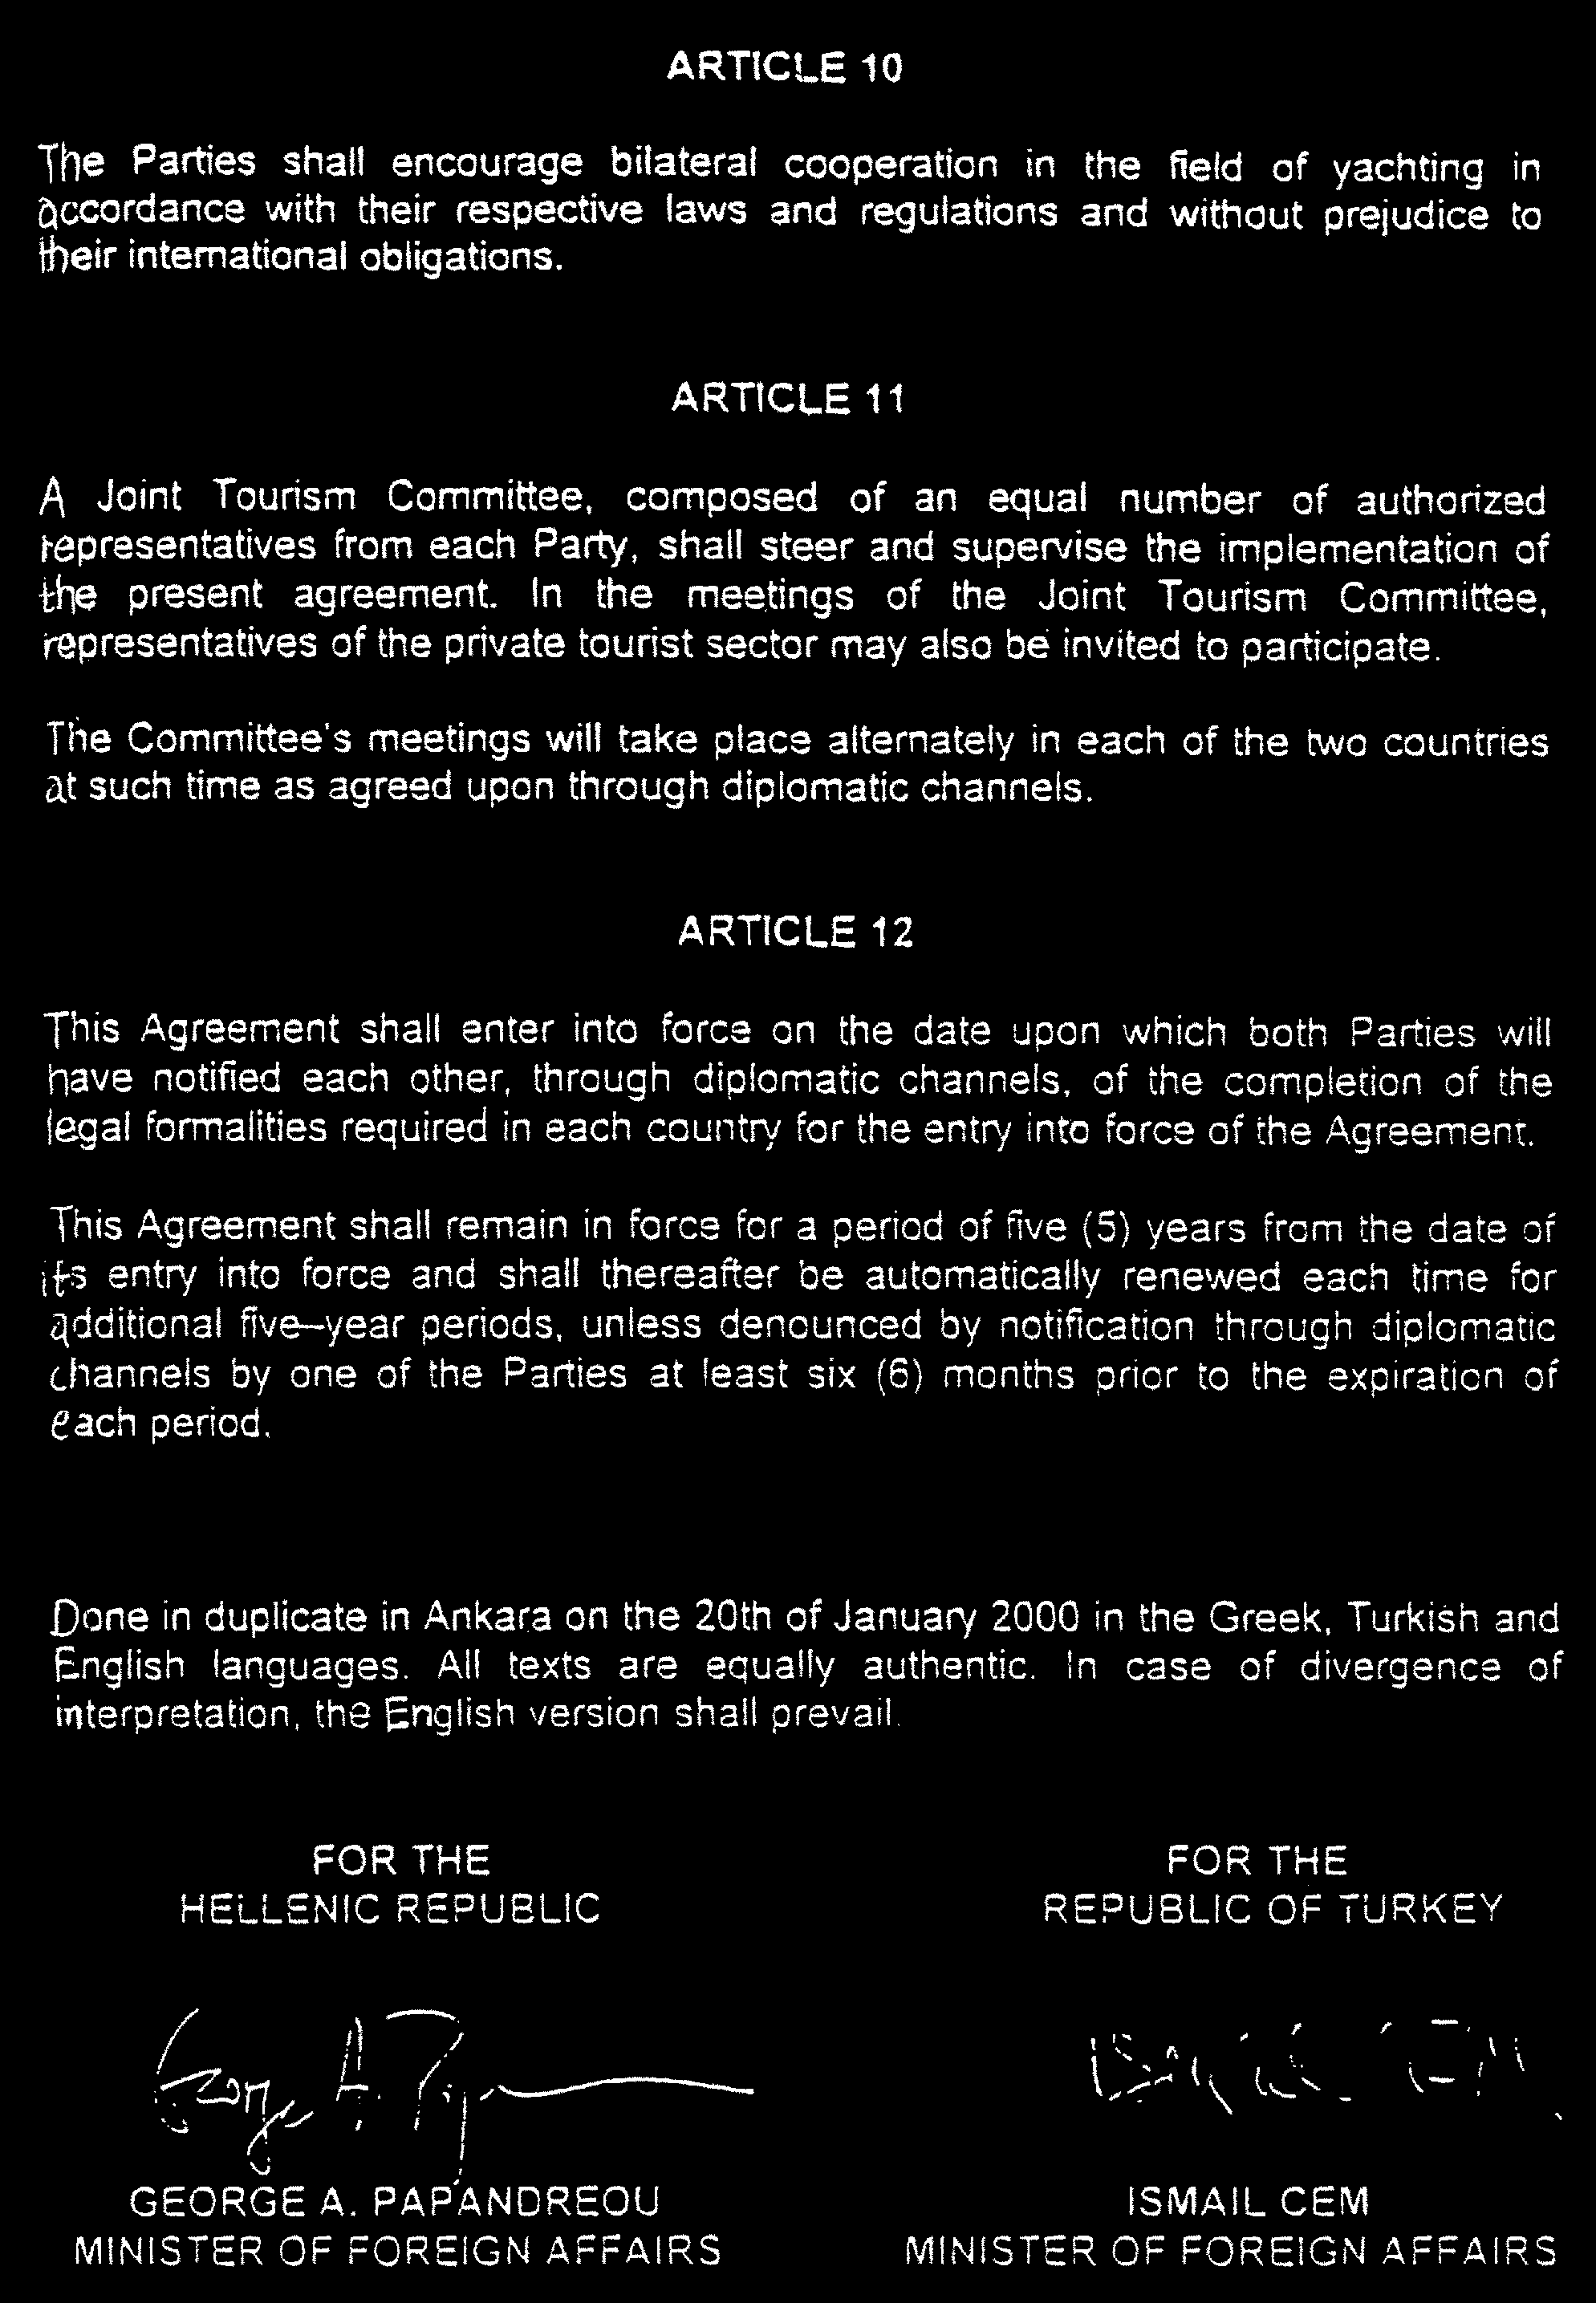 ARTICLE 10
The Parties shall encourage bilateral cooperation in the field of yachting in
accordance with their respective laws and regulations and without prejudice to
their international obligations.
ARTICLE 11
A Joint Tourism Committee, composed of an equal number of authorized
representatives from each Party, shall steer and supervise the implementation of
the present agreement. In the meetings of the Joint Tourism Committee,
representatives of the private tourist sector may also be invited to participate.
The Committee's meetings will take place alternately in each of the two countries
at such time as agreed upon through diplomatic channels.
ARTICLE 12
This Agreement shall enter into force on the date upon which both Parties will
have notified each other, through diplomatic channels, of the completion of the
legal formalities required in each country for the entry into force of the Agreement.
This Agreement shall remain in force for a period of five (5) years from the date of
its entry into force and shall thereafter be automatically renewed each time for
additional five-year periods, unless denounced by notification through diplomatic
channels by one of the Parties at least six (6) months prior to the expiration of
each period.
Done in duplicate in Ankara on the 20th of January 2000 in the Greek, Turkish and
English languages. All texts are equally authentic. In case of divergence of
interpretation, the English version shall prevail.
FOR THE
HELLENIC REPUBLIC
FOR THE
REPUBLIC OF TURKEY
GEORGE A. PAPANDREOU
MINISTER OF FOREIGN AFFAIRS
ISMAIL CEM
MINISTER OF FOREIGN AFFAIRS